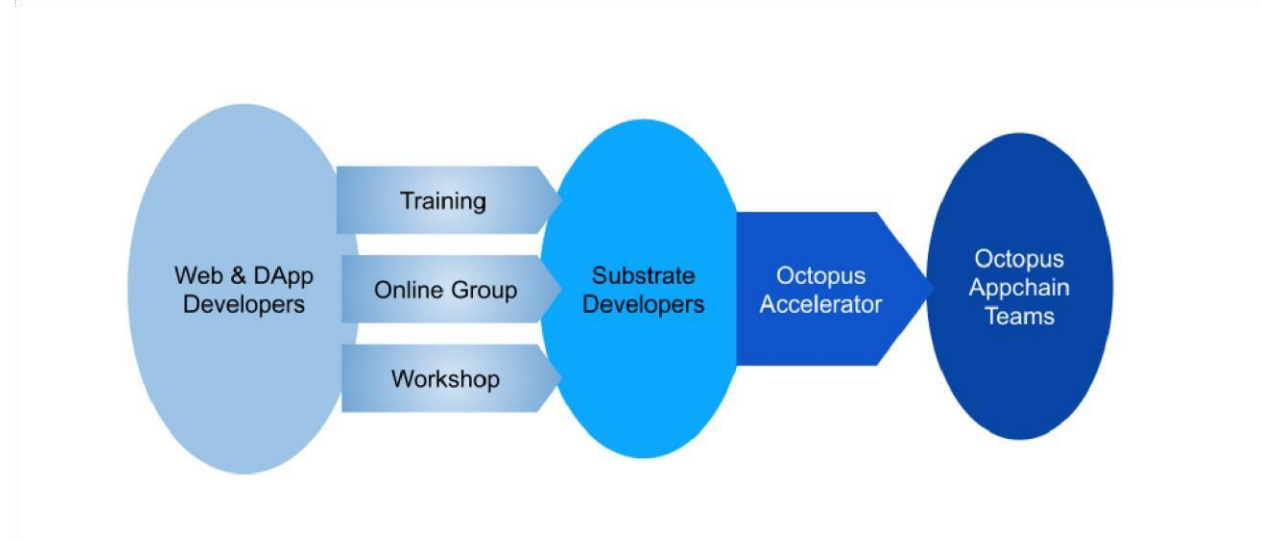 Web & DApp
Developers
Training
Online Group
Workshop
Substrate
Developers
Octopus
Accelerator
Octopus
Appchain
Teams